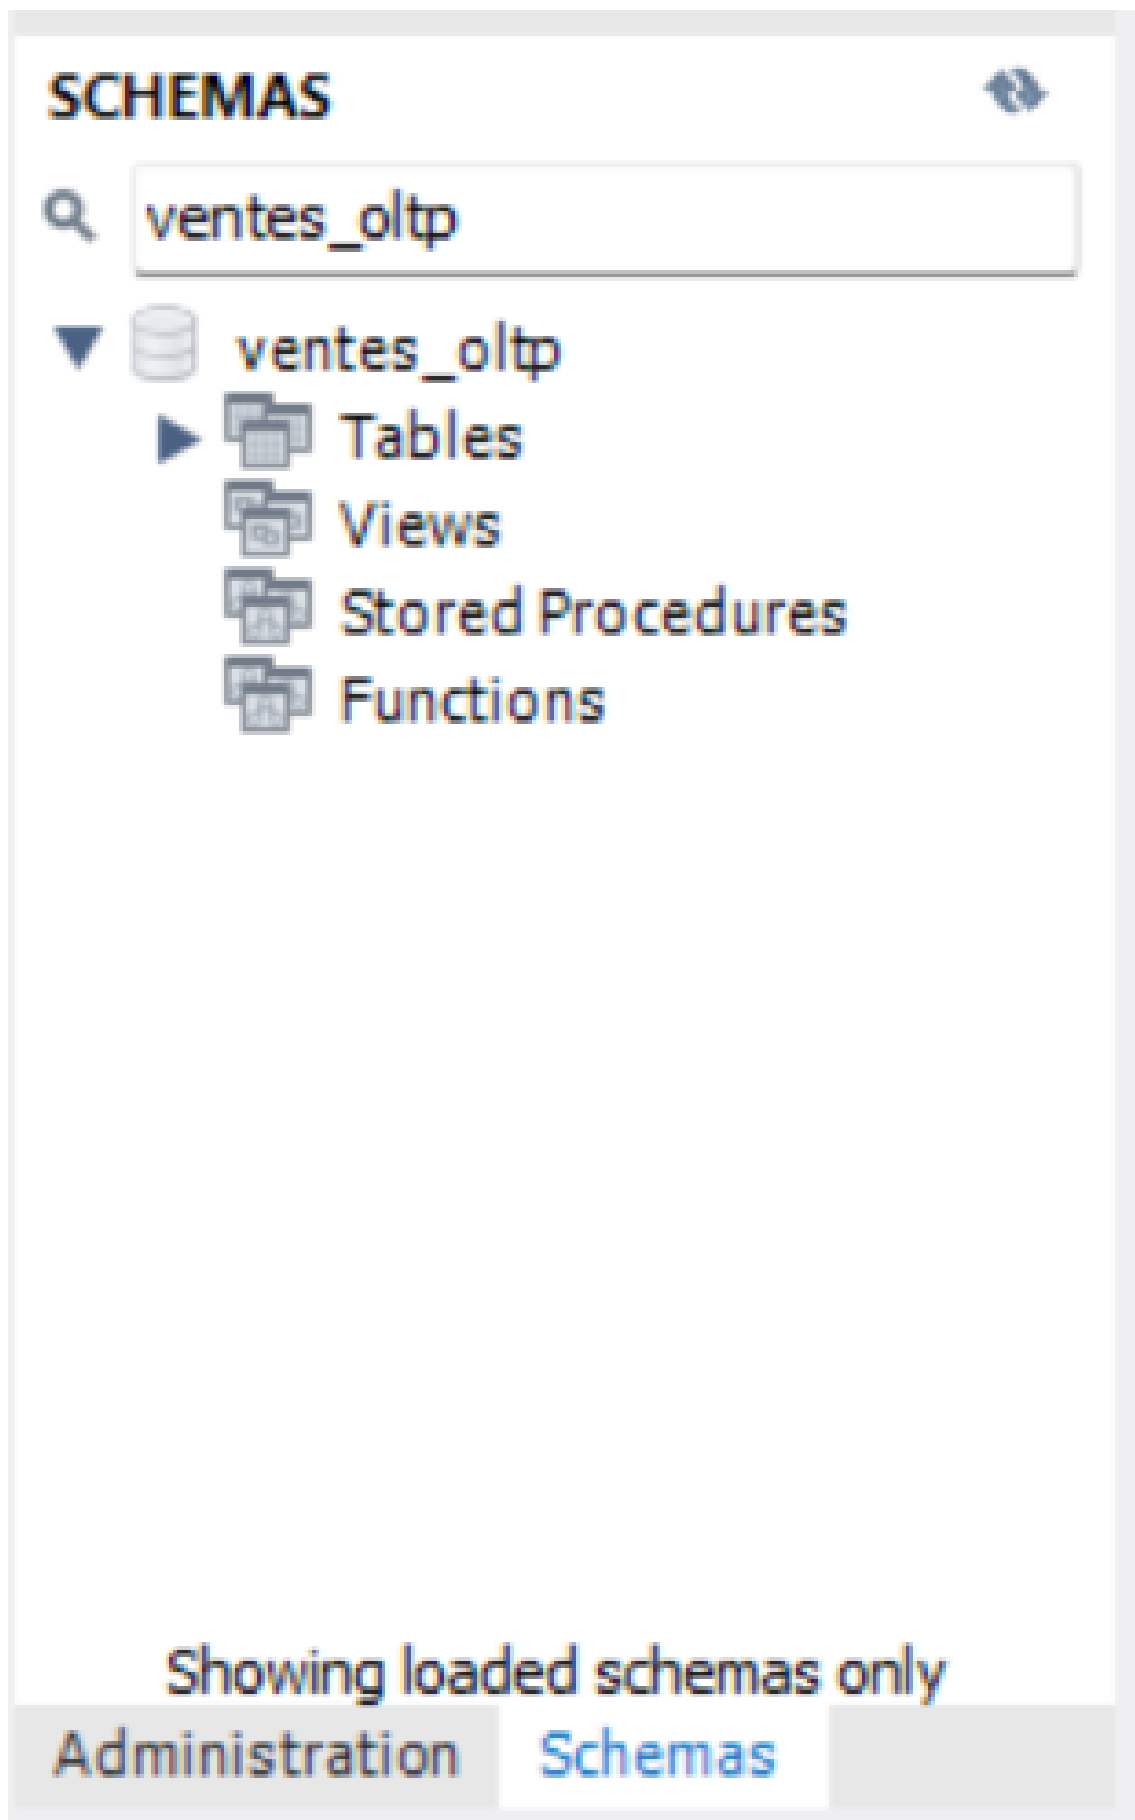 SCHEMAS
ventes_oltp
ventes_oltp
Tables
Views
Stored Procedures
Functions
Showing loaded schemas only
Administration Schemas